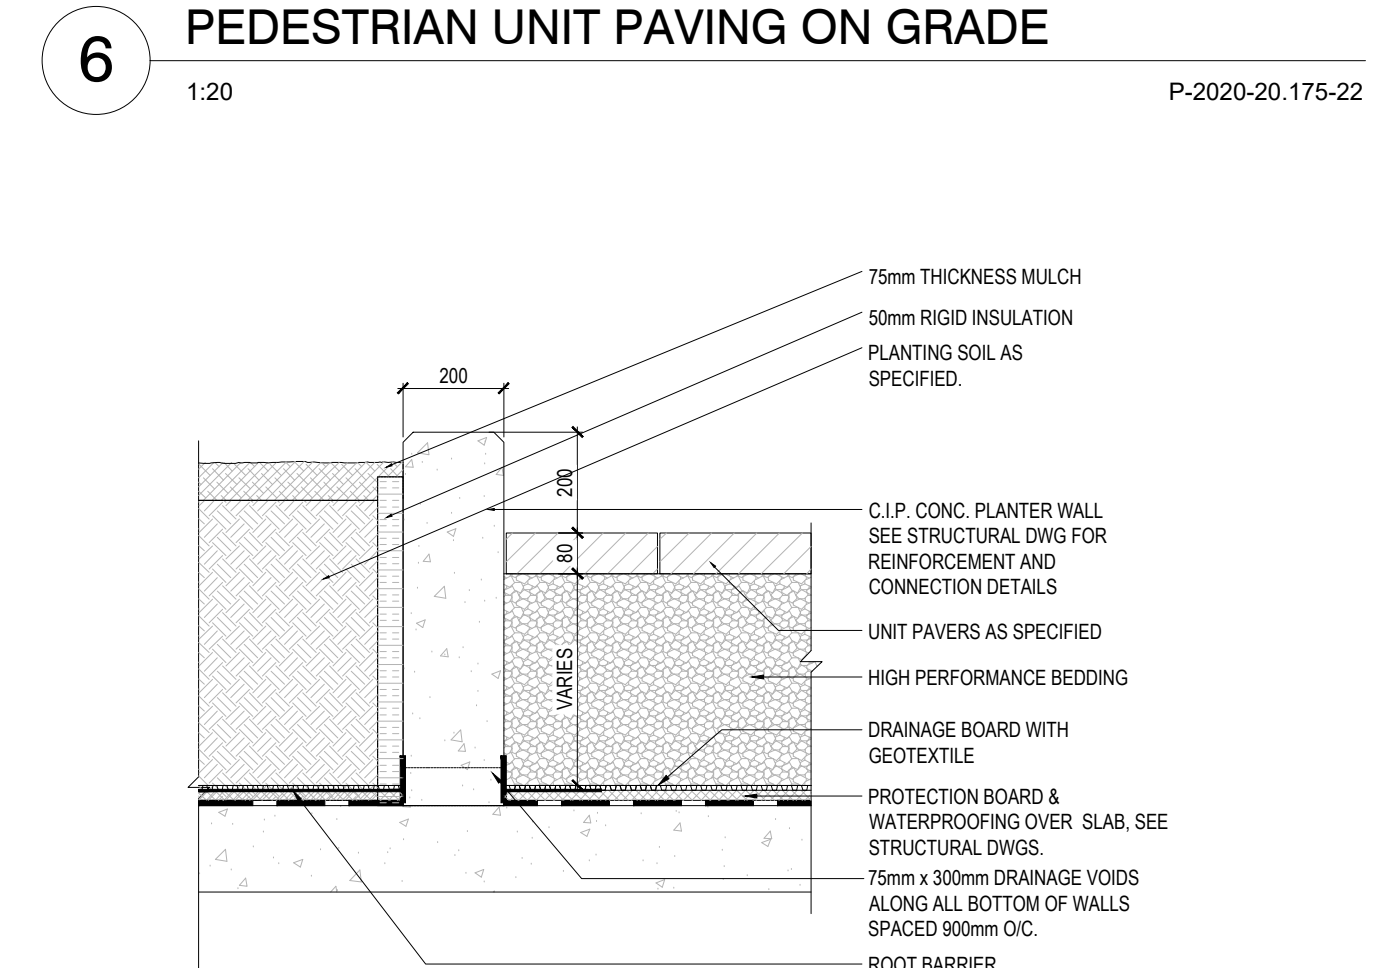 6
PEDESTRIAN UNIT PAVING ON GRADE
1:20
P-2020-20.175-22
75mm THICKNESS MULCH
50mm RIGID INSULATION
PLANTING SOIL AS
SPECIFIED.
200
200
C.I.P. CONC. PLANTER WALL
SEE STRUCTURAL DWG FOR
REINFORCEMENT AND
CONNECTION DETAILS
80
UNIT PAVERS AS SPECIFIED
VARIES
HIGH PERFORMANCE BEDDING
DRAINAGE BOARD WITH
GEOTEXTILE
PROTECTION BOARD &
WATERPROOFING OVER SLAB, SEE
STRUCTURAL DWGS.
75mm x 300mm DRAINAGE VOIDS
ALONG ALL BOTTOM OF WALLS
SPACED 900mm O/C.
ROOT BARRIER